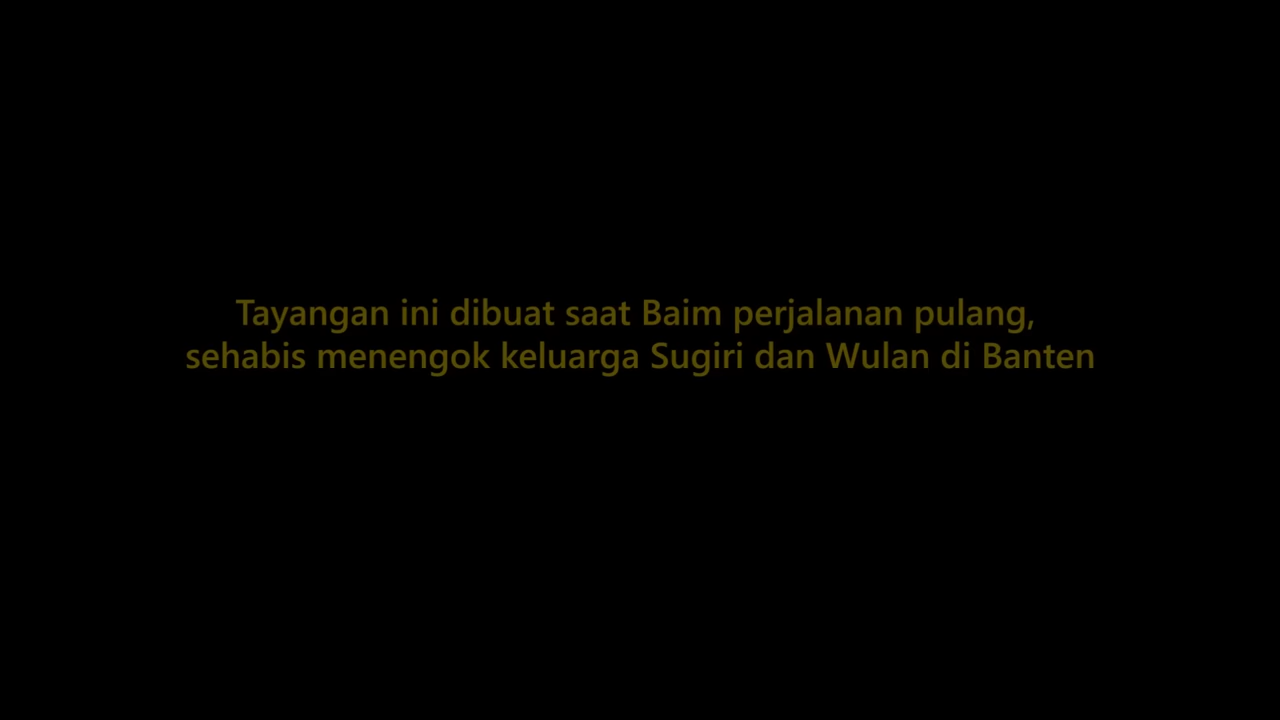 Tayangan ini dibuat saat Baim perjalanan pulang,
sehabis menengok keluarga Sugiri dan Wulan di Banten